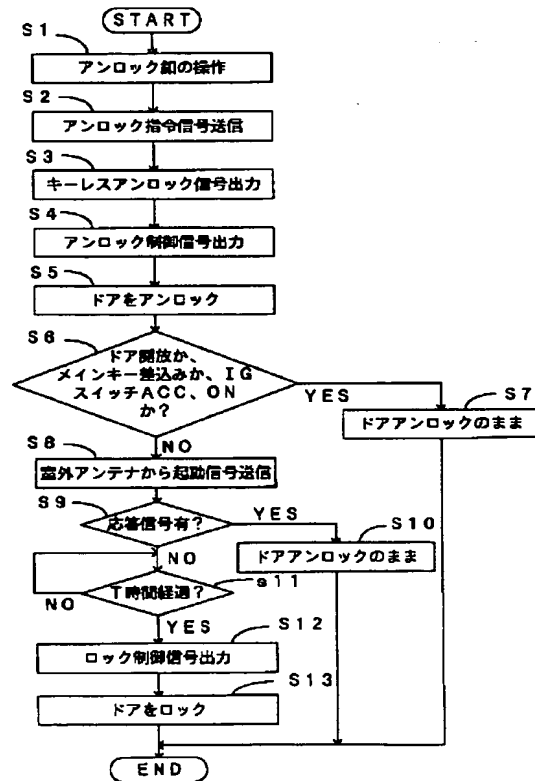 START
S1
アンロック釦の操作
S2
アンロック指令信号送信
S3
キーレスアンロック信号出力
S4
アンロック制御信号出力
S5
ドアをアンロック
S6
ドア開放か、
メインキー差込みか、IG
スイッチACC、ON
か?
YES
S7
ドアアンロックのまま
NO
S8
室外アンテナから起動信号送信
S9
応答信号有?
YES
S10
ドアアンロックのまま
NO
s11
T時間経過?
NO
YES
S12
ロック制御信号出力
S13
ドアをロック
END